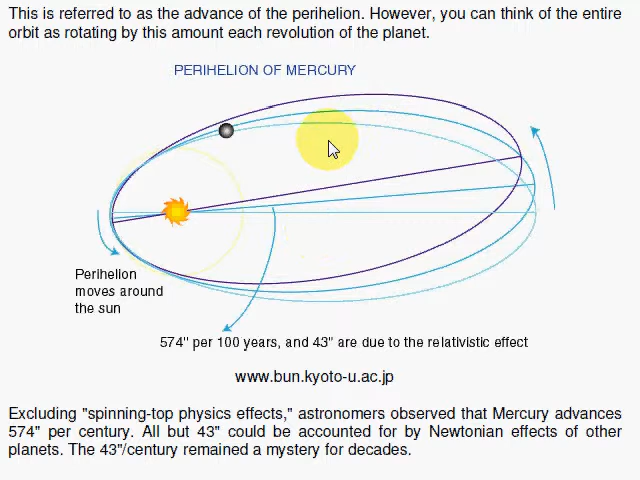 This is referred to as the advance of the perihelion. However, you can think of the entire
orbit as rotating by this amount each revolution of the planet.
PERIHELION OF MERCURY
Perihelion
moves around
the sun
574" per 100 years, and 43" are due to the relativistic effect
www.bun.kyoto-u.ac.jp
Excluding "spinning-top physics effects," astronomers observed that Mercury advances
574" per century. All but 43" could be accounted for by Newtonian effects of other
planets. The 43"/century remained a mystery for decades.